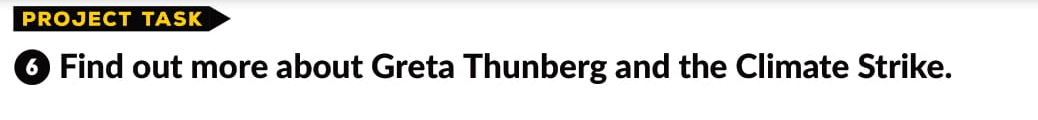 PROJECT TASK
6 Find out more about Greta Thunberg and the Climate Strike.